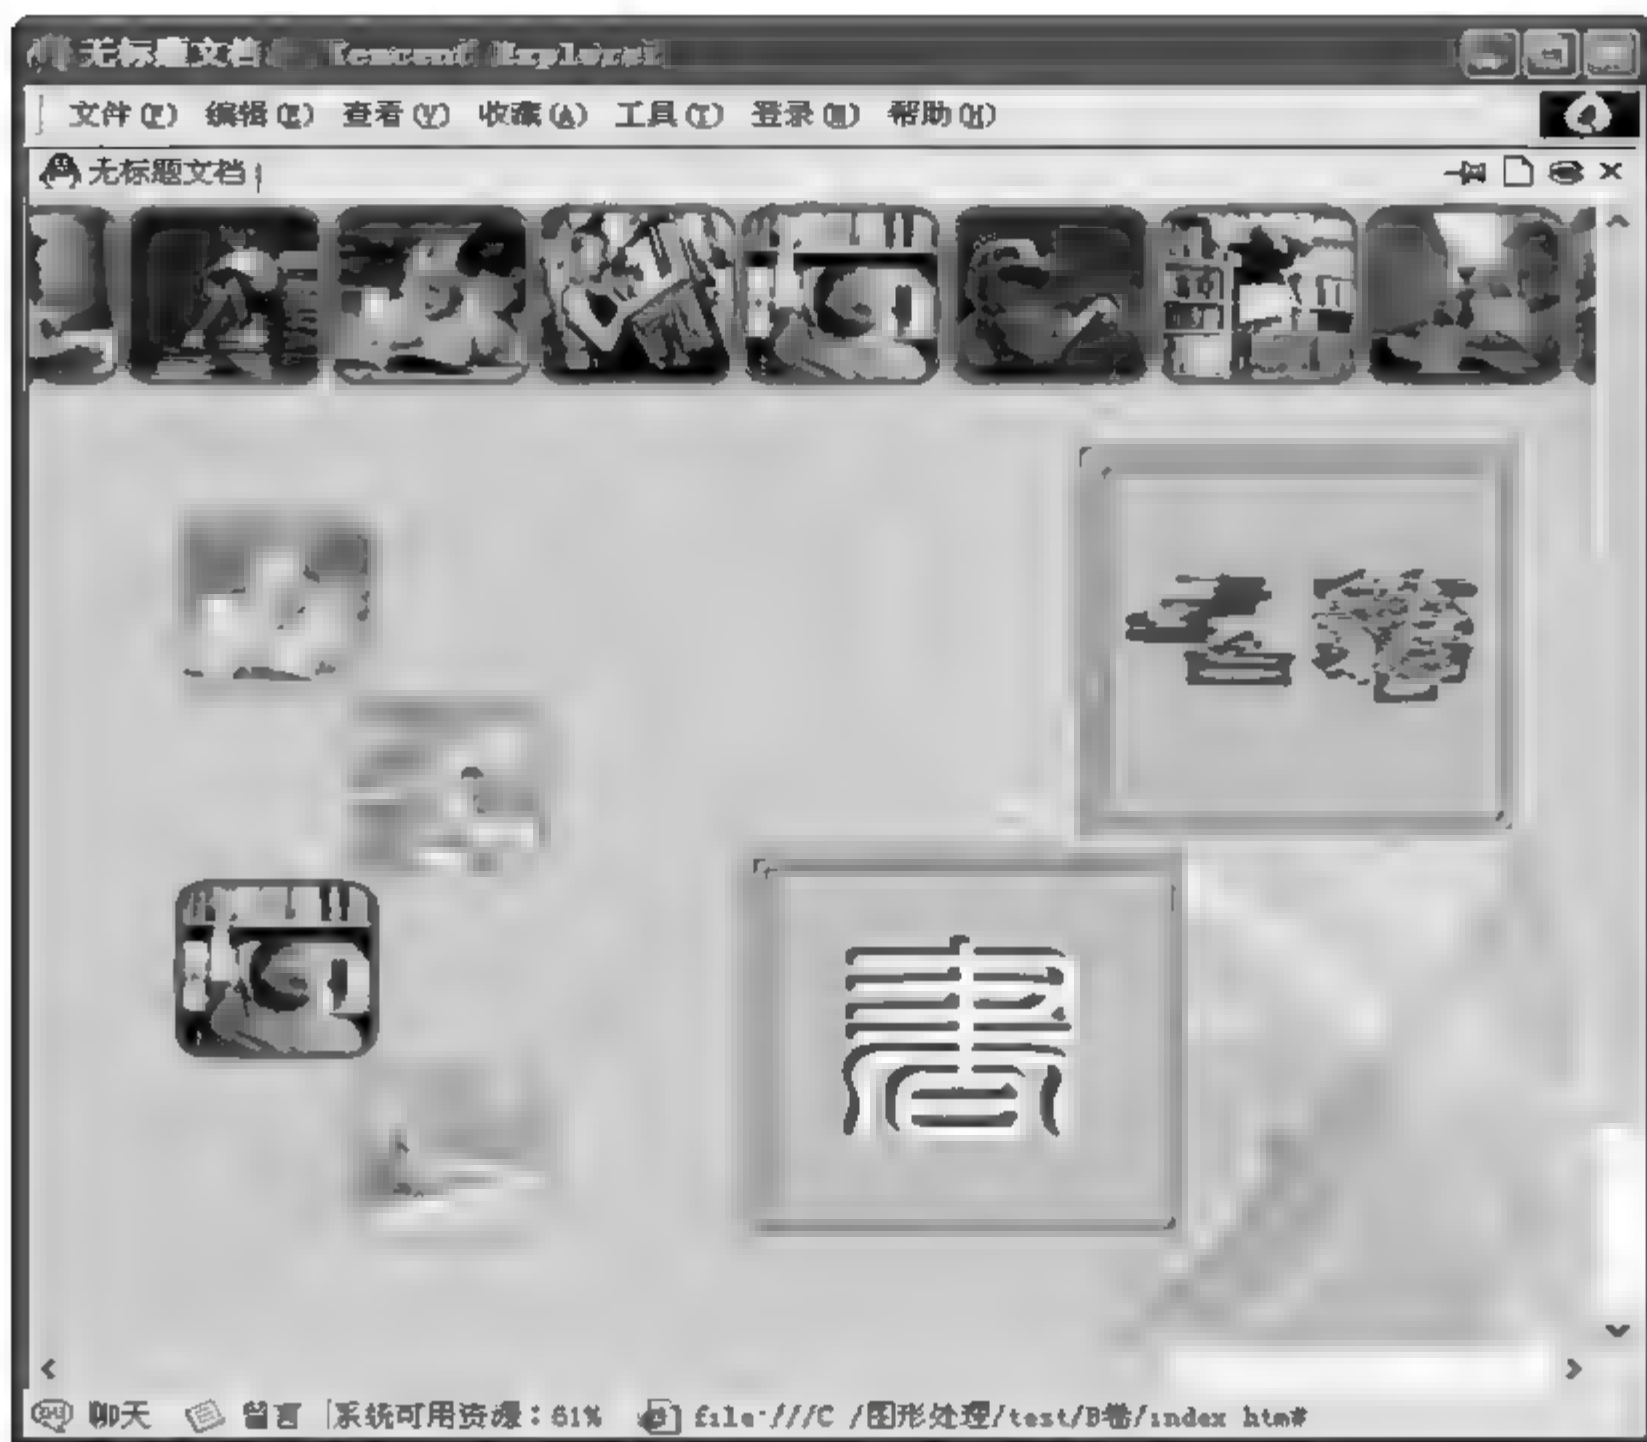 无标题文档 - Tencent Explorer
文件(F) 编辑(E) 查看(V) 收藏(A) 工具(T) 登录(N) 帮助(H)
无标题文档
書
聊天 留言 系统可用资源：61% file:///C:/图形处理/test/B卷/index.htm#